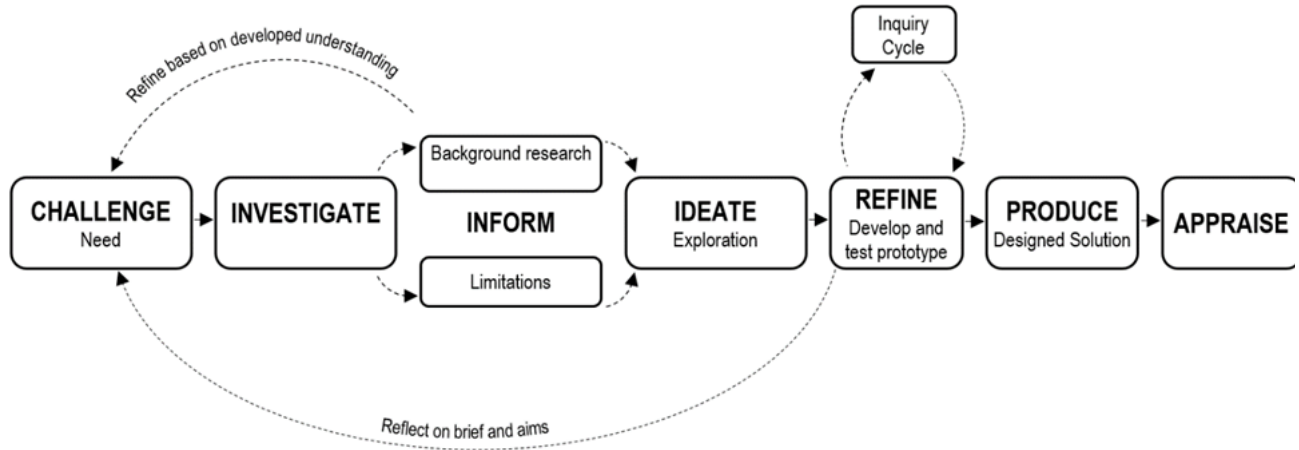 Refine based on developed understanding
Inquiry
Cycle
CHALLENGE
Need
INVESTIGATE
Background research
INFORM
Limitations
IDEATE
Exploration
REFINE
Develop and
test prototype
PRODUCE
Designed Solution
APPRAISE
Reflect on brief and aims